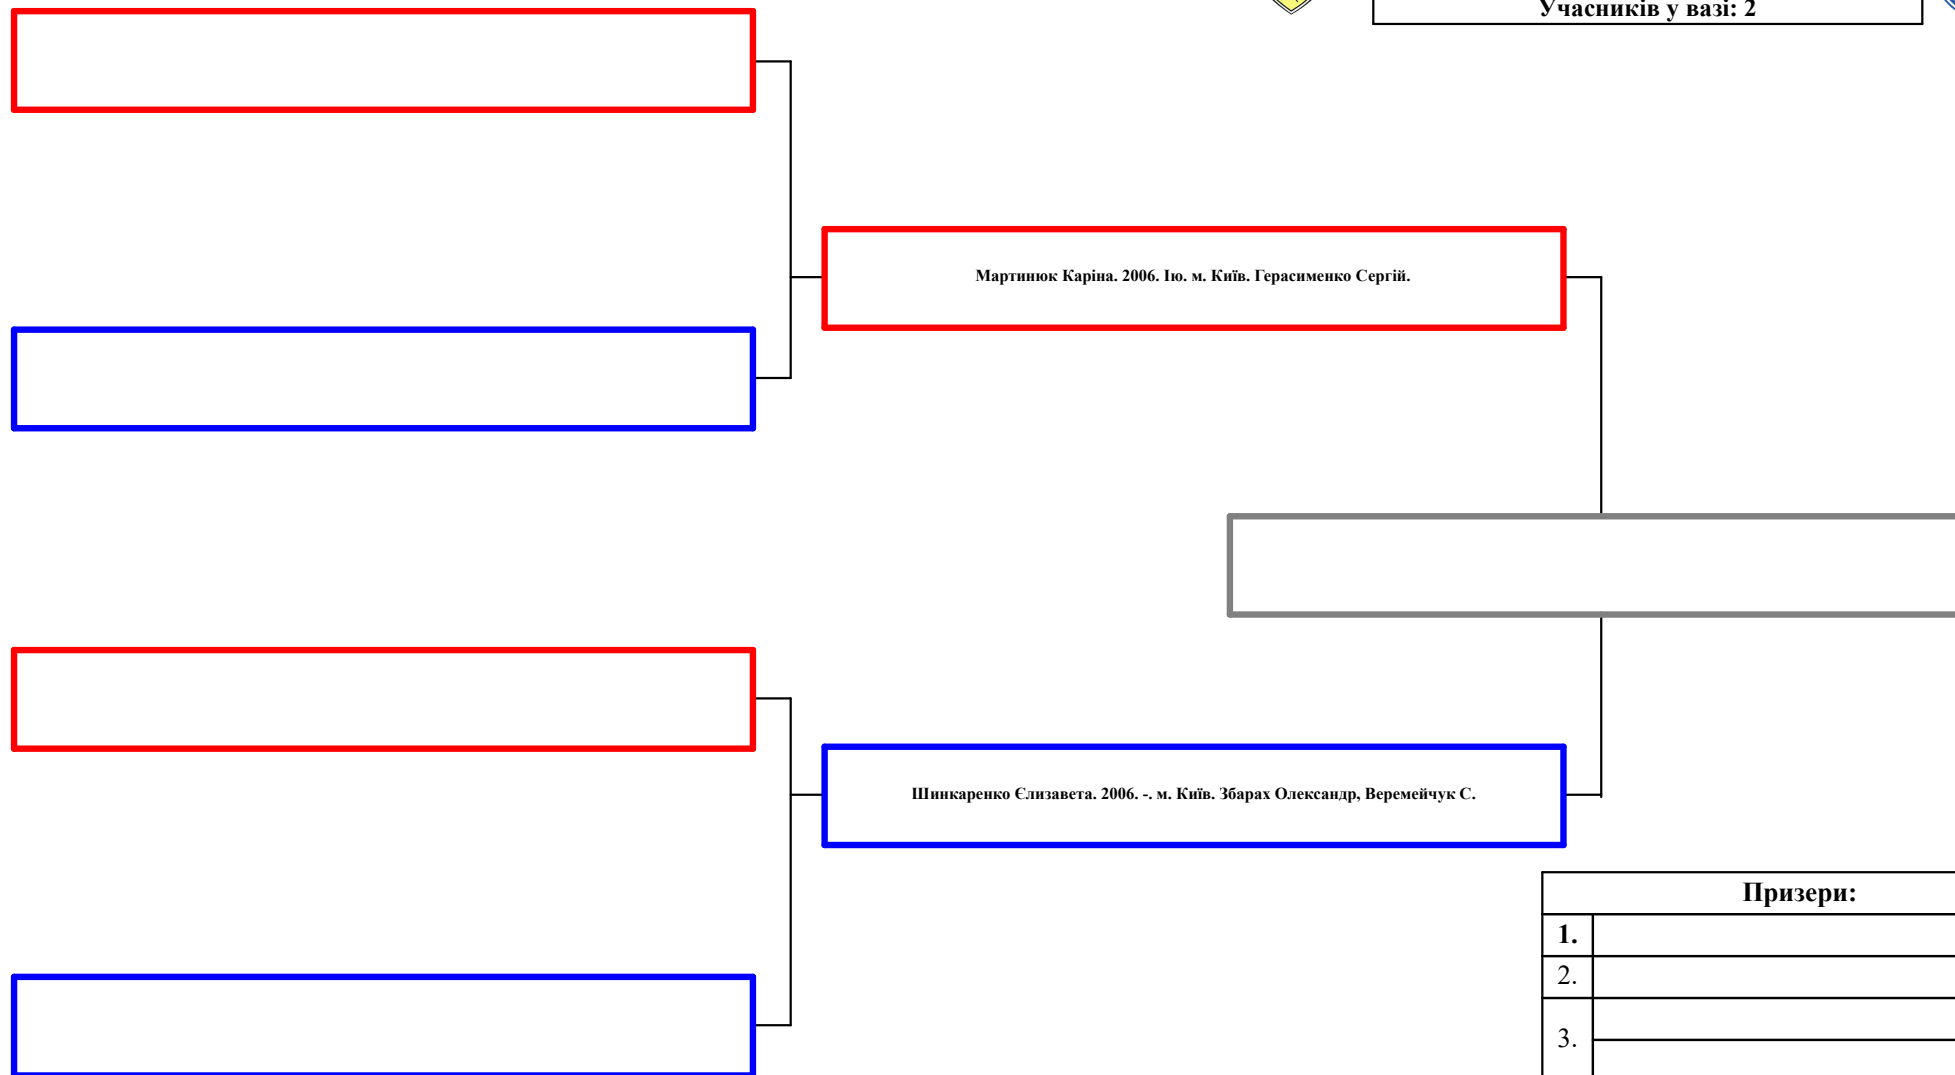 Учасників у вазі: 2
Мартинюк Каріна. 2006. Ію. м. Київ. Герасименко Сергій.
Шинкаренко Єлизавета. 2006. -. м. Київ. Збарах Олександр, Веремейчук С.
Призери:
1.
2.
3.